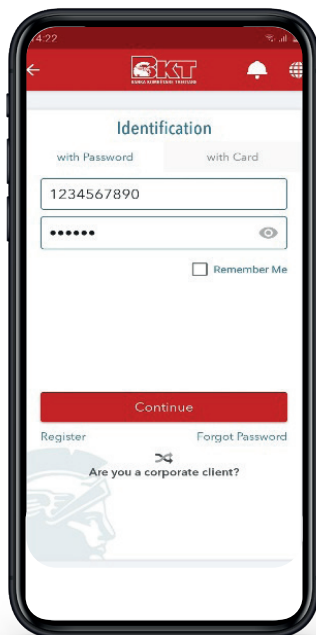 4:22
BKT
BANKA KOMBETARE TREGTARE
Identification
with Password
with Card
1234567890
••••••
Remember Me
Continue
Register
Forgot Password
Are you a corporate client?